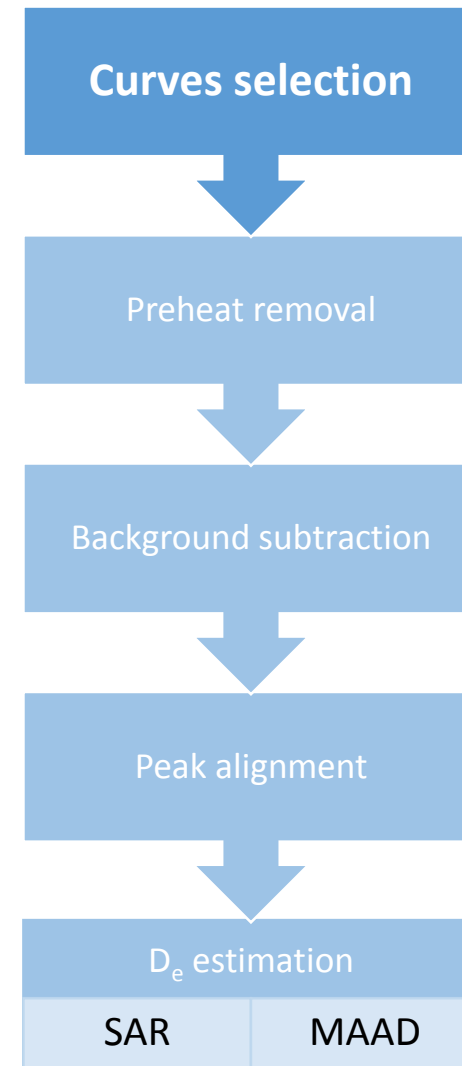 Curves selection
Preheat removal
Background subtraction
Peak alignment
Dₑ estimation
SAR MAAD